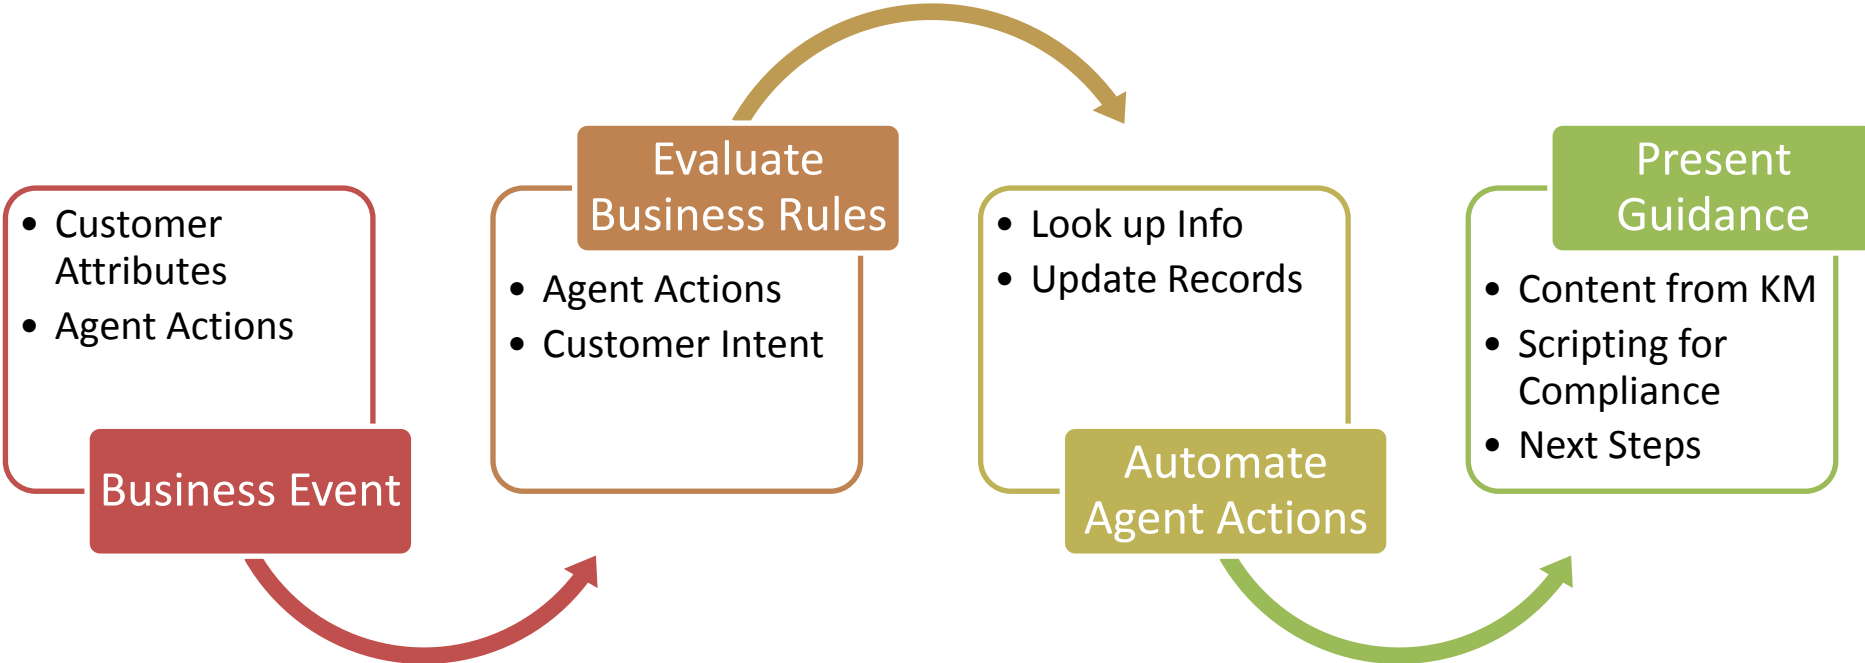 • Customer
Attributes
• Agent Actions
Business Event
Evaluate
Business Rules
• Agent Actions
• Customer Intent
• Look up Info
• Update Records
Automate
Agent Actions
Present
Guidance
• Content from KM
• Scripting for
Compliance
• Next Steps